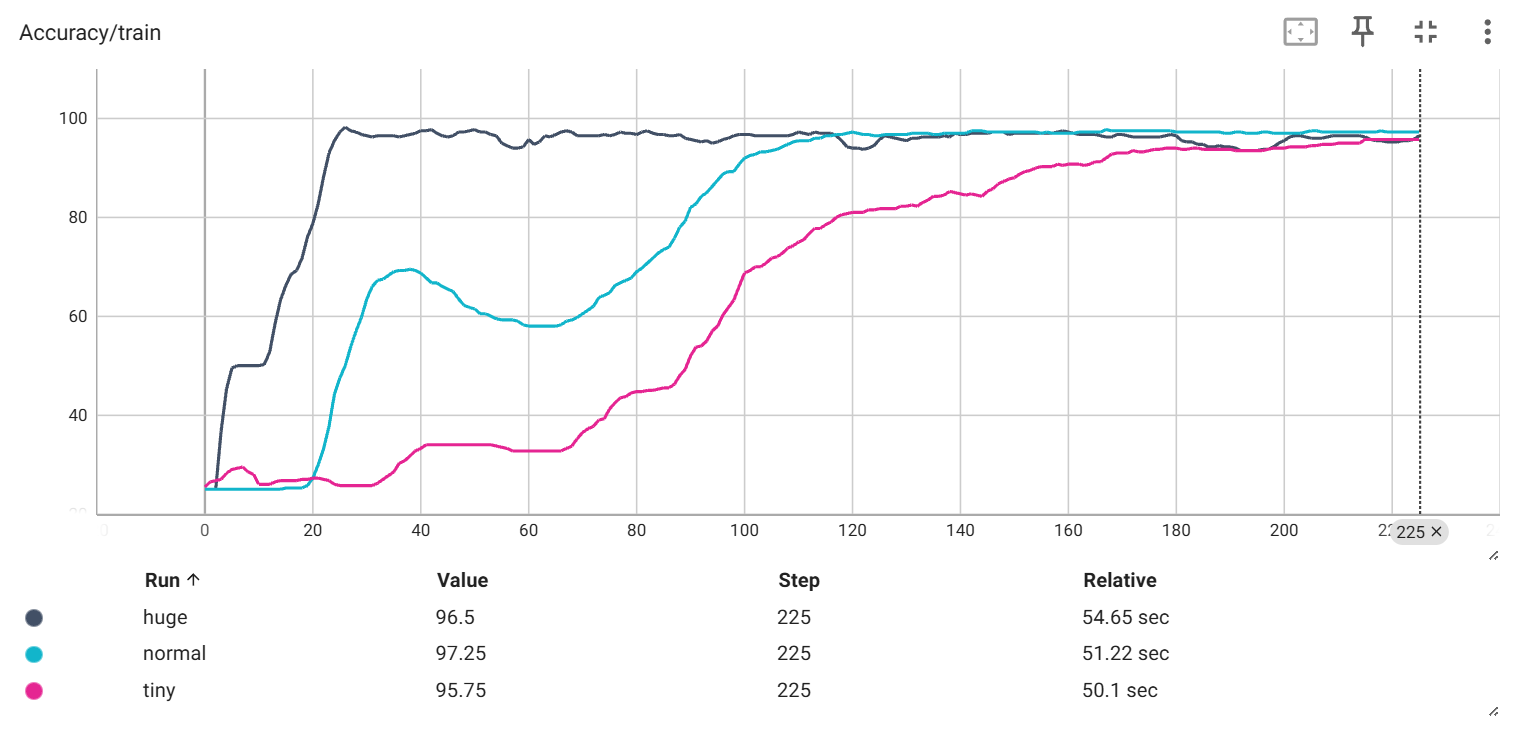 Accuracy/train
100
80
60
40
20
0 20 40 60 80 100 120 140 160 180 200 225 ×
Run ↑ Value Step Relative
huge 96.5 225 54.65 sec
normal 97.25 225 51.22 sec
tiny 95.75 225 50.1 sec